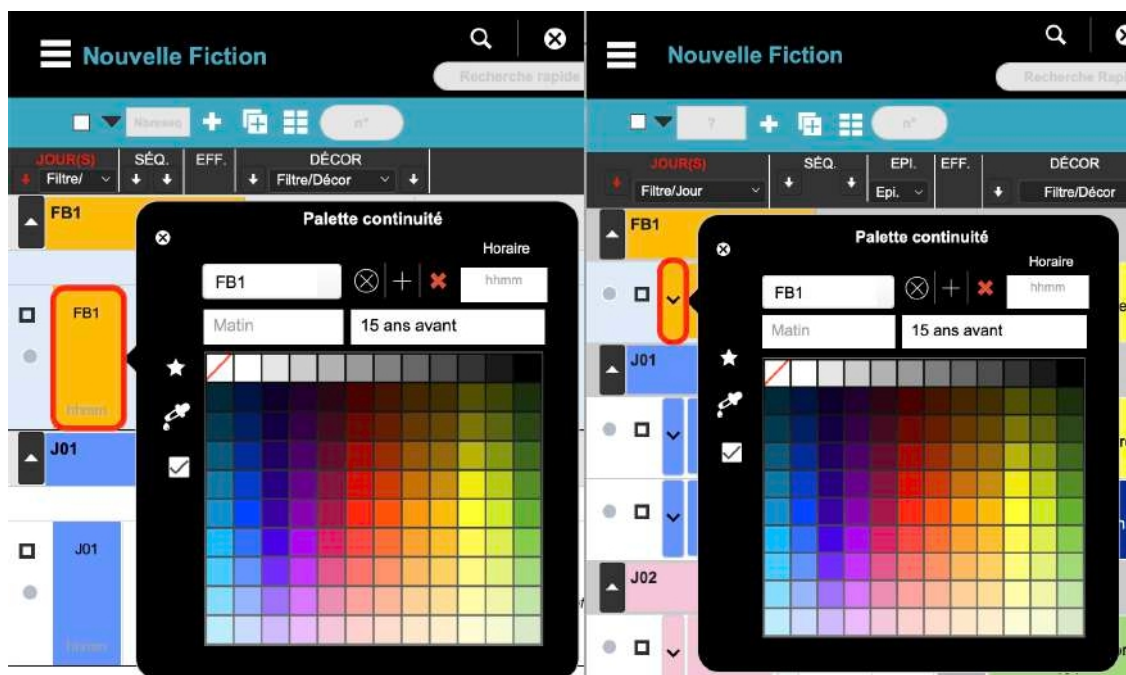 Nouvelle Fiction
Recherche rapide
Nbreseq
n°
JOUR(S) SÉQ. EFF. DÉCOR
Filtre/ Filtre/Décor
FB1
Palette continuité
Horaire
FB1 hhmm
Matin 15 ans avant
FB1
hhmm
J01
J01
hhmm
Nouvelle Fiction
Recherche Rapi
?
n°
JOUR(S) SÉQ. EPI. EFF. DÉCOR
Filtre/Jour Epi. Filtre/Décor
FB1
Palette continuité
Horaire
FB1 hhmm
Matin 15 ans avant
J01
J02